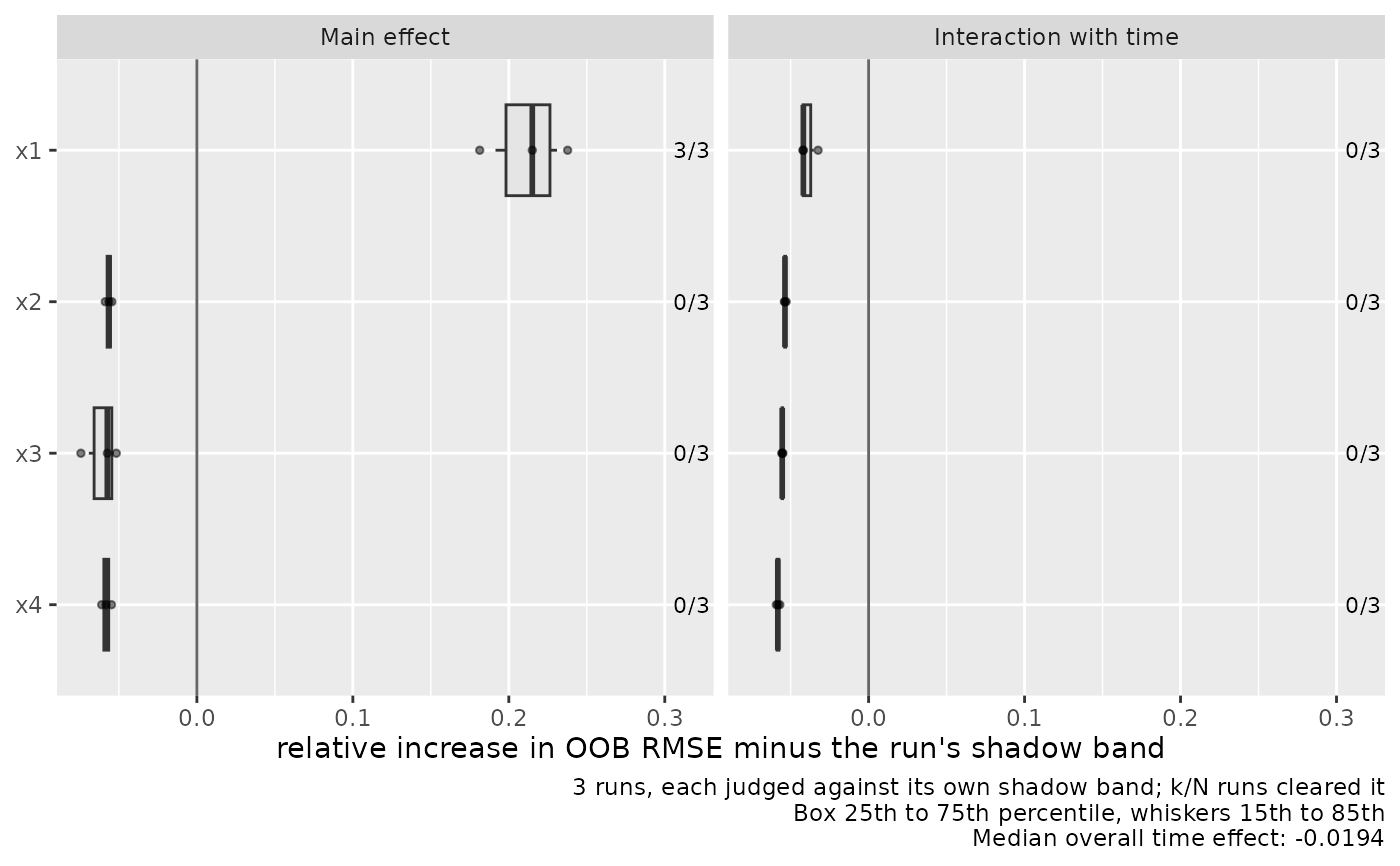 Main effect
Interaction with time
x1
3/3
0/3
x2
0/3
0/3
x3
0/3
0/3
x4
0/3
0/3
0.0
0.1
0.2
0.3
0.0
0.1
0.2
0.3
relative increase in OOB RMSE minus the run's shadow band
3 runs, each judged against its own shadow band; k/N runs cleared it
Box 25th to 75th percentile, whiskers 15th to 85th
Median overall time effect: -0.0194